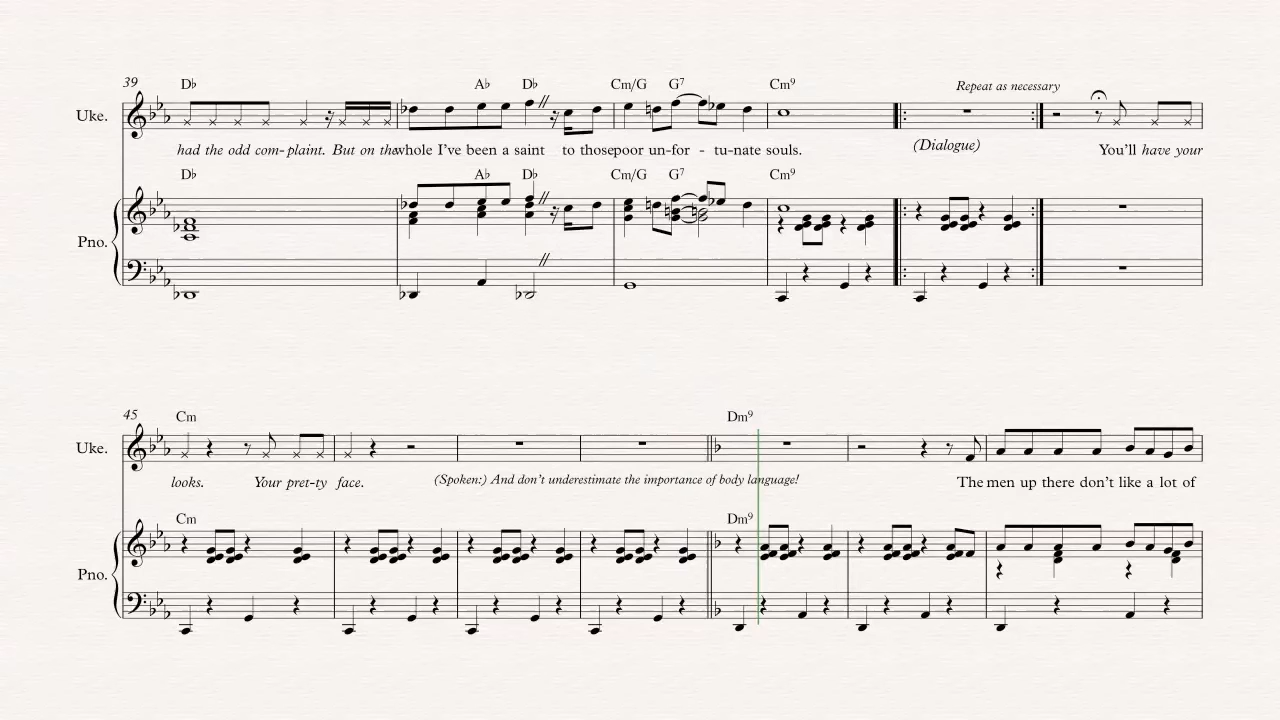 39
D♭ A♭ D♭ Cm/G G7 Cm9 Repeat as necessary
Uke.
had the odd com- plaint. But on the whole I've been a saint to those poor un-for - tu-nate souls. (Dialogue) You'll have your
D♭ A♭ D♭ Cm/G G7 Cm9
Pno.
45
Cm Dm9
Uke.
looks. Your pret-ty face. (Spoken:) And don't underestimate the importance of body language! The men up there don't like a lot of
Cm Dm9
Pno.